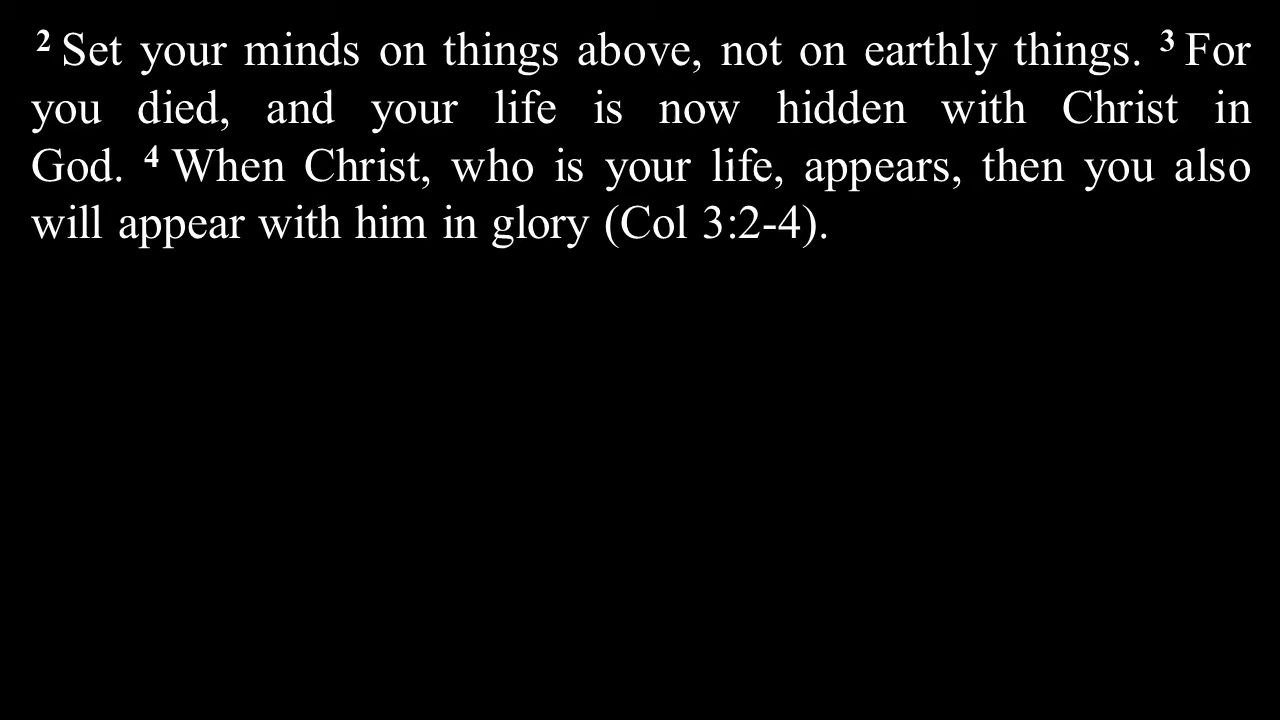 2 Set your minds on things above, not on earthly things. 3 For
you died, and your life is now hidden with Christ in
God. 4 When Christ, who is your life, appears, then you also
will appear with him in glory (Col 3:2-4).